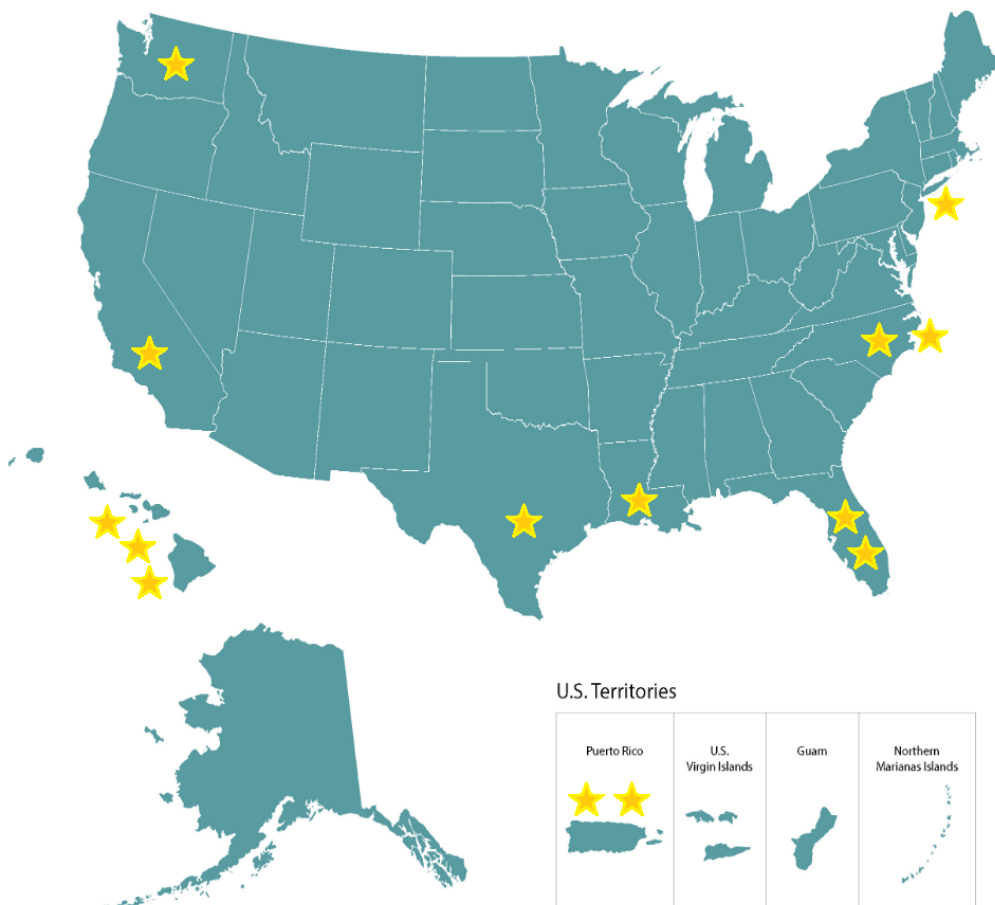 U.S. Territories
Puerto Rico
U.S.
Virgin Islands
Guam
Northern
Marianas Islands